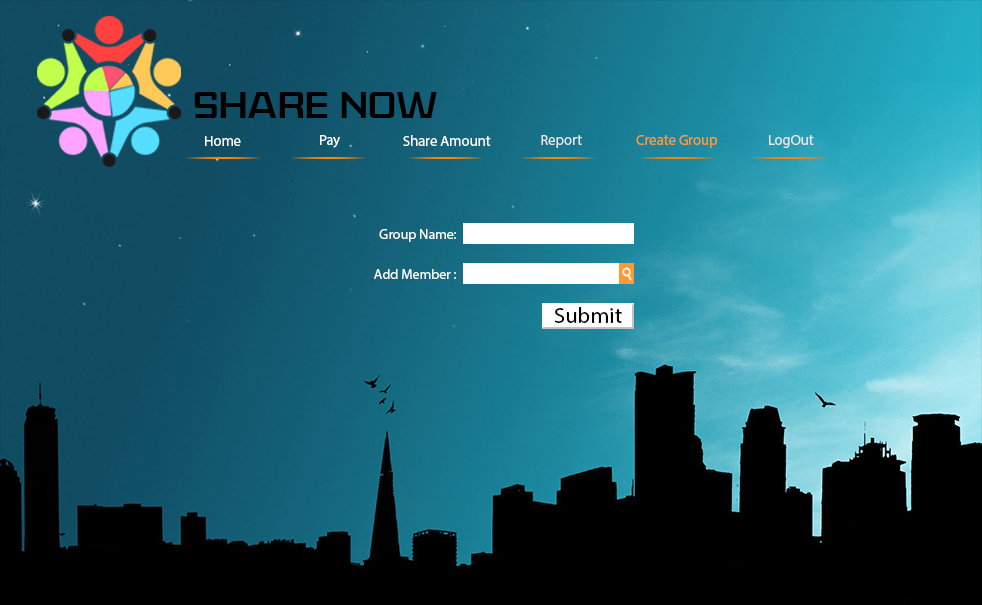 SHARE NOW
Home Pay Share Amount Report Create Group LogOut
Group Name:
Add Member :
Submit